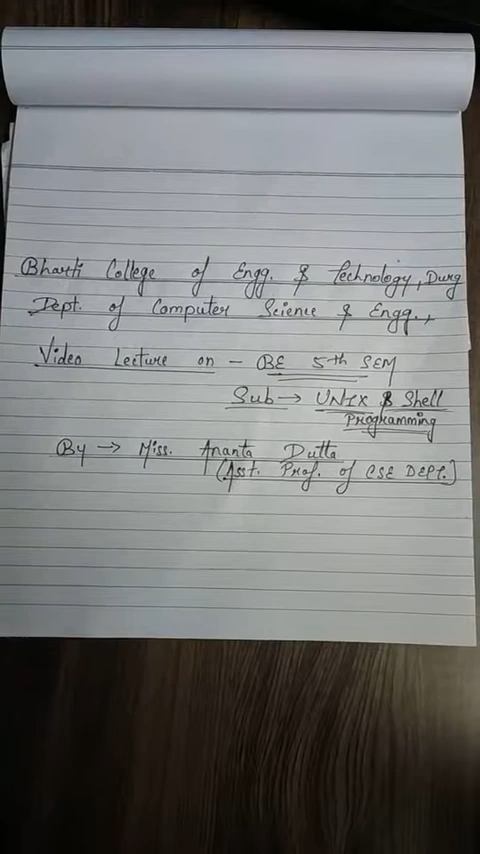 Bharti College of Engg. & Technology, Durg
Dept. of Computer Science & Engg.,
Video Lecture on - BE 5th SEM
Sub → UNIX & Shell
Programming
By → Miss. Ananta Dutta
(Asst. Prof. of CSE DEPT.)